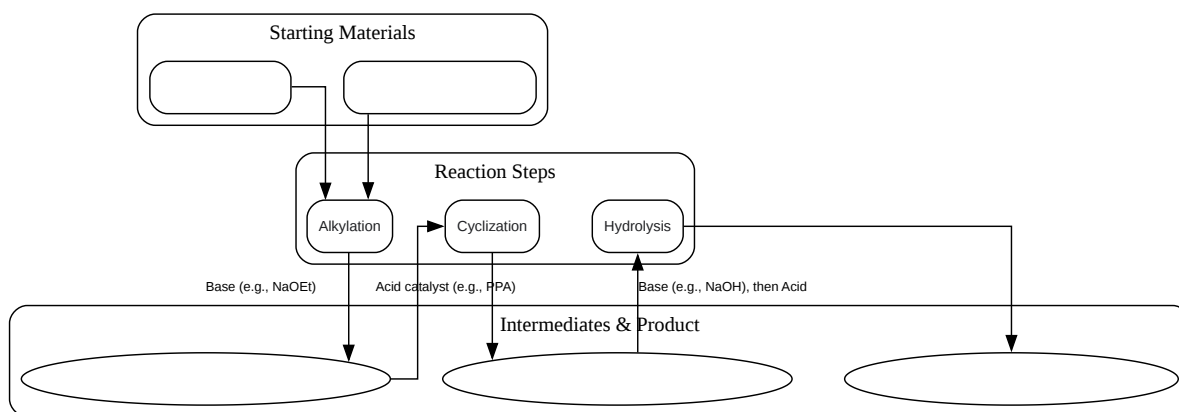 Starting Materials
Reaction Steps
Alkylation
Cyclization
Hydrolysis
Base (e.g., NaOEt)
Acid catalyst (e.g., PPA)
Base (e.g., NaOH), then Acid
Intermediates & Product